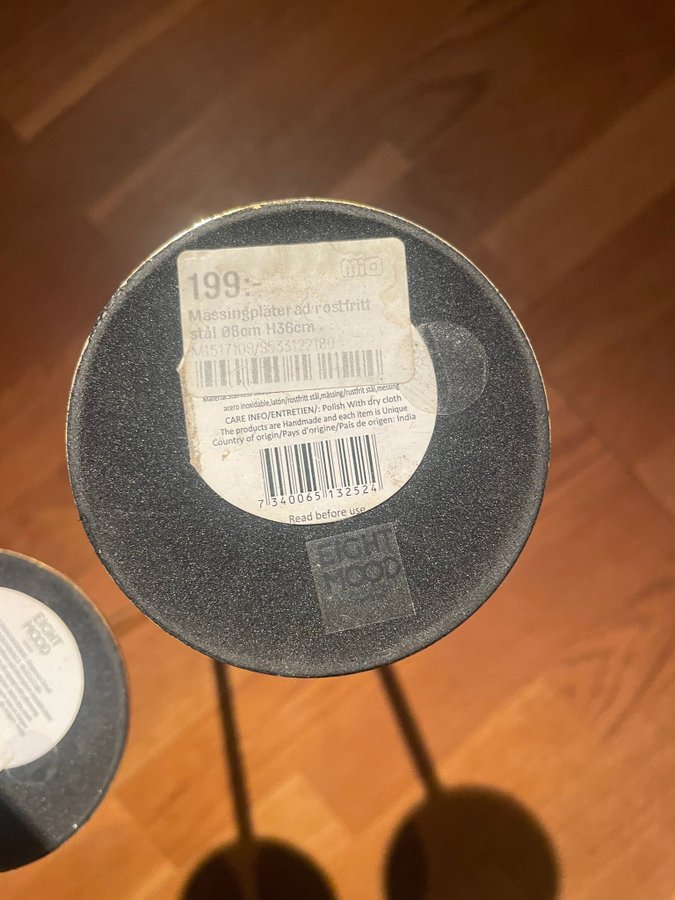 199:-
mio
Mässingpläterad rostfritt
stål Ø8cm H36cm
M1517109/9533122180
acero inoxidable,latón/rostfritt stål,mässing/rustfrit stål,messing
CARE INFO/ENTRETIEN/: Polish With dry cloth
The products are Handmade and each item is Unique
Country of origin/Pays d'origine/País de origen: India
7 340065 132524
Read before use
EIGHT
MOOD
EIGHT
MOOD